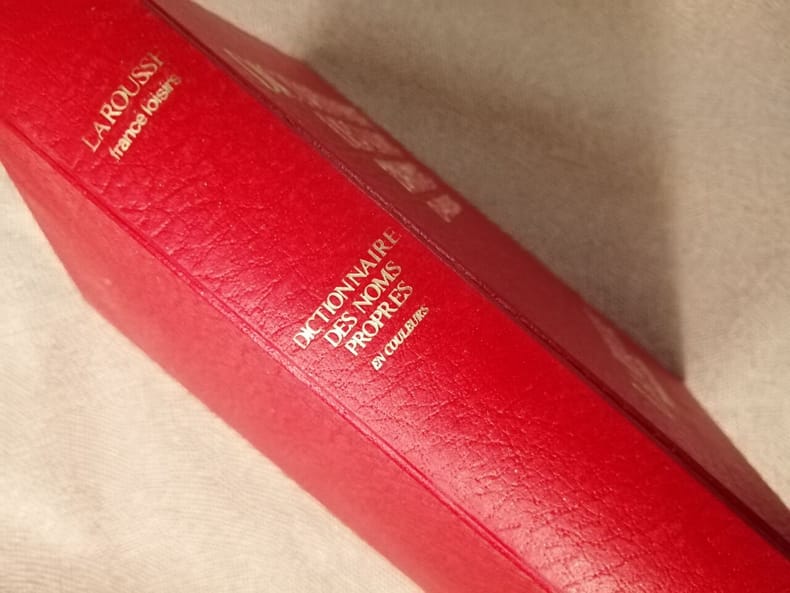 LAROUSSE
france loisirs
DICTIONNAIRE
DES NOMS
PROPRES
EN COULEURS